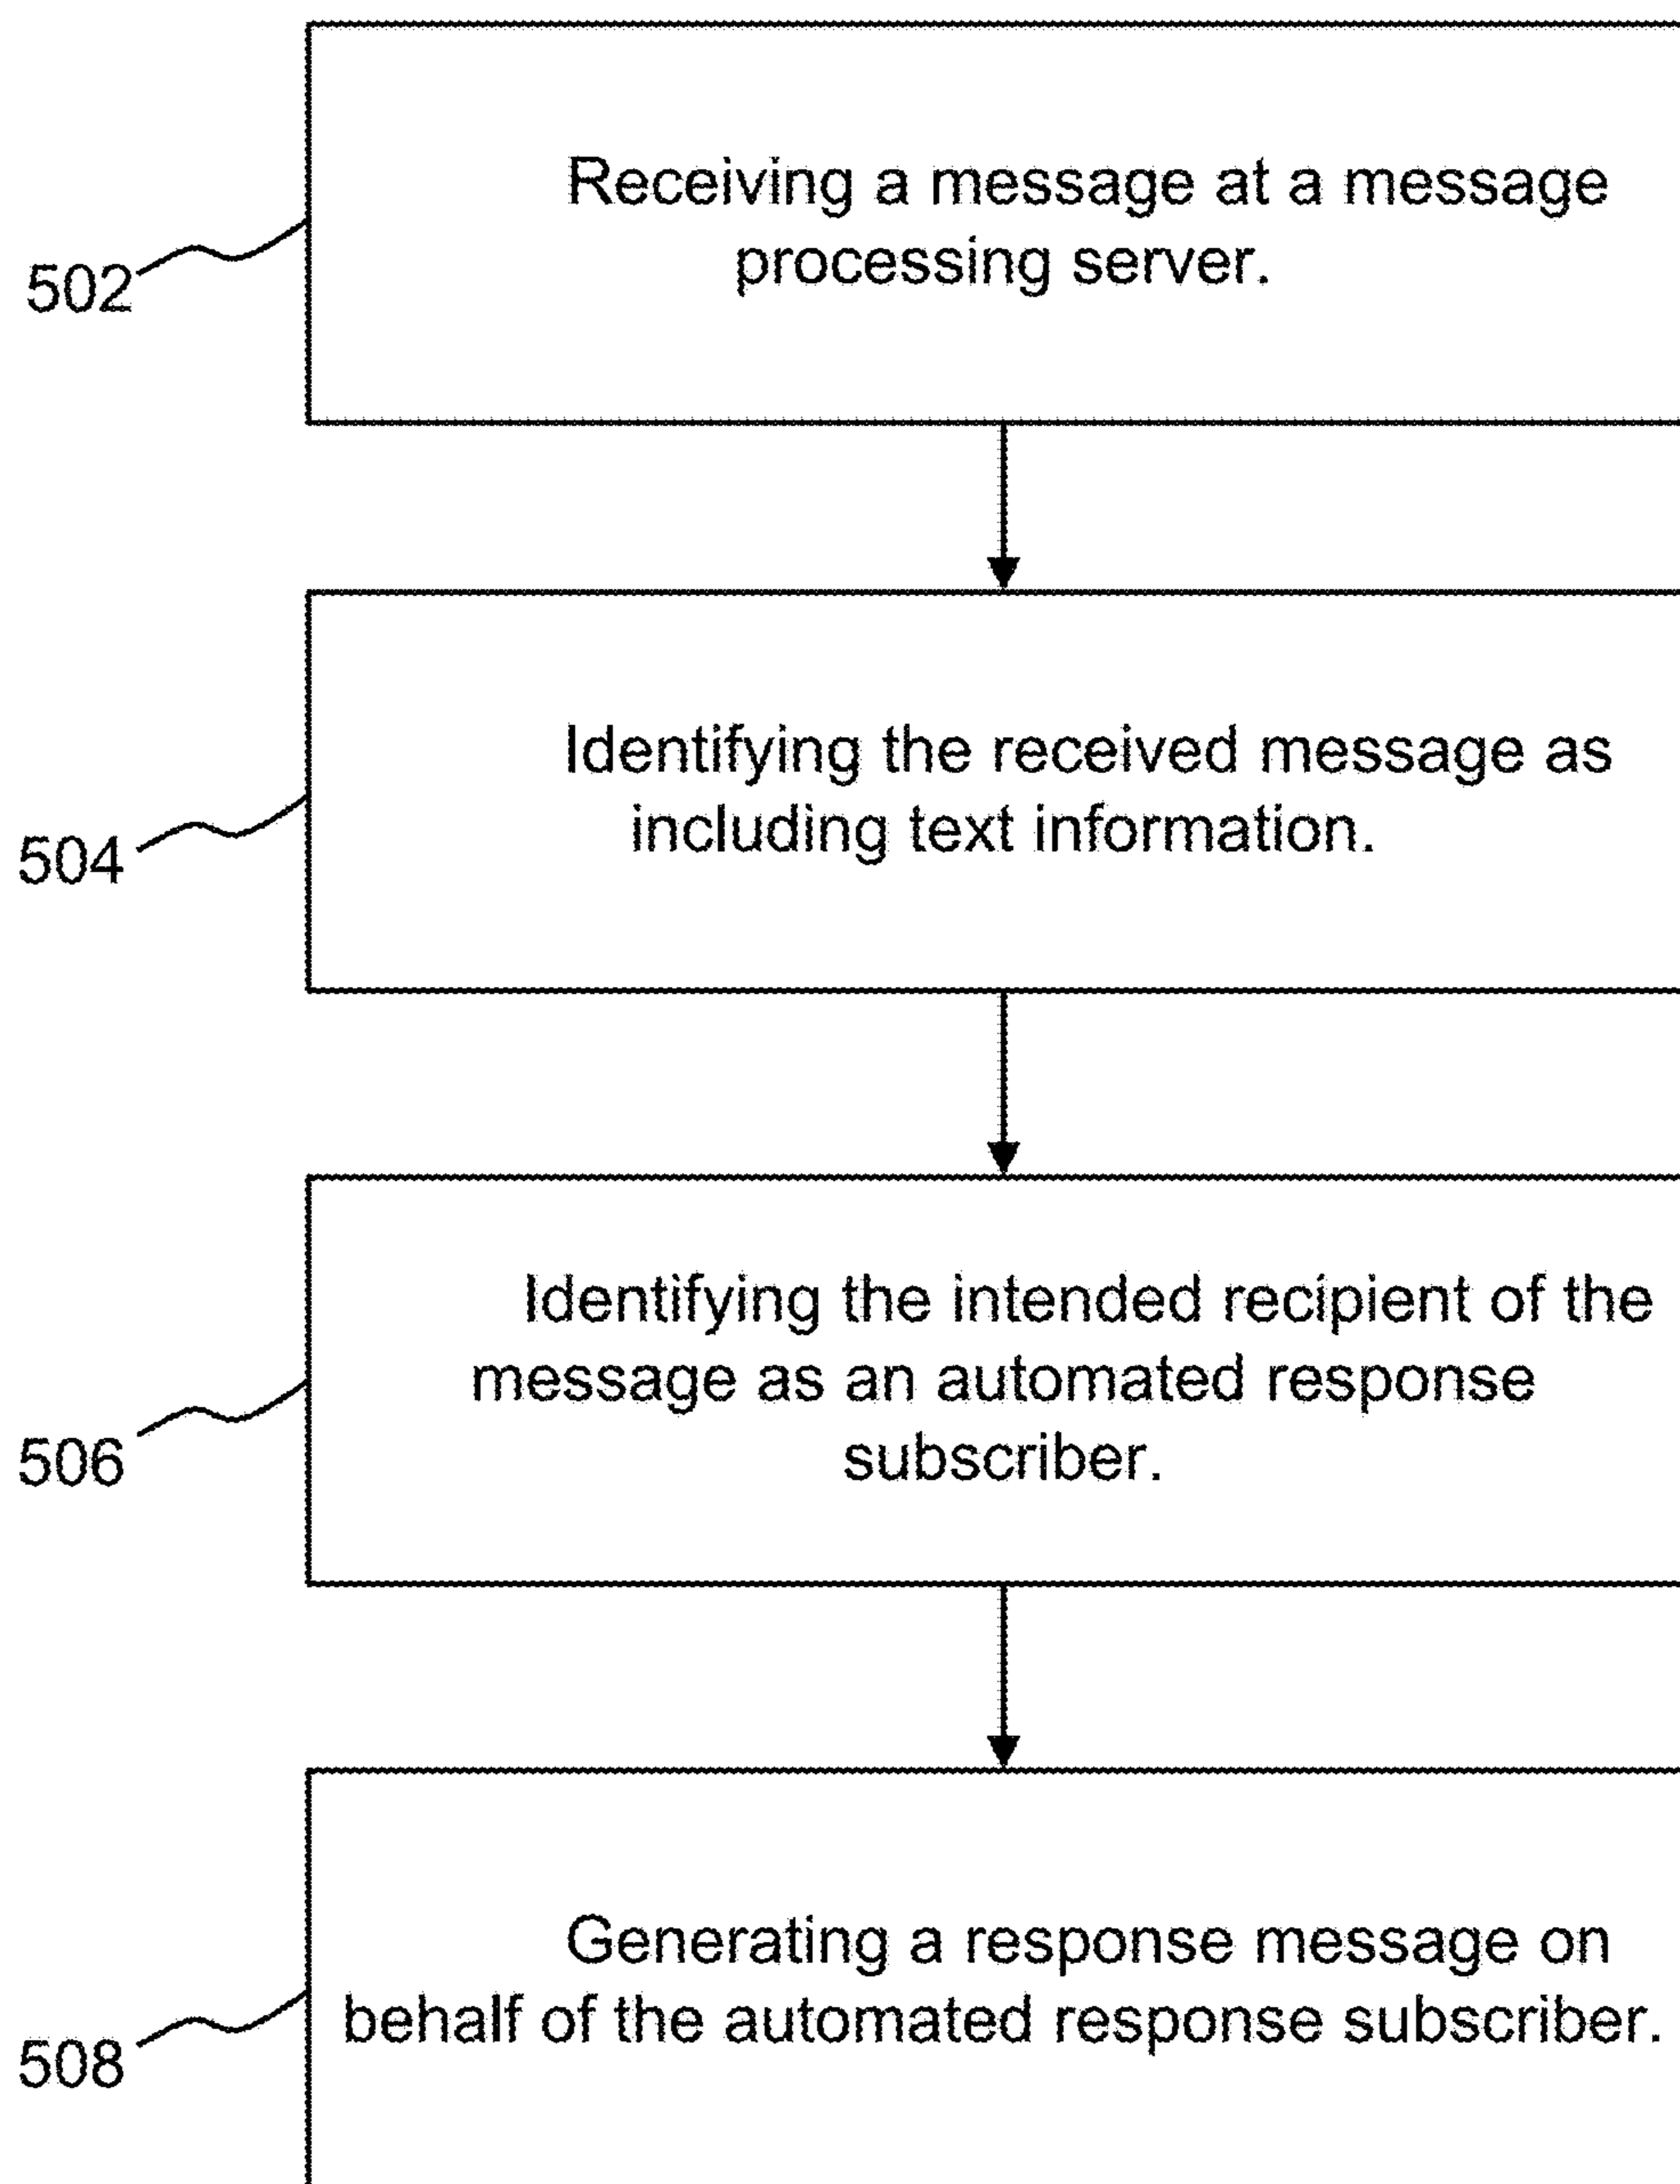 Receiving a message at a message
processing server.
502
Identifying the received message as
including text information.
504
Identifying the intended recipient of the
message as an automated response
subscriber.
506
Generating a response message on
behalf of the automated response subscriber.
508